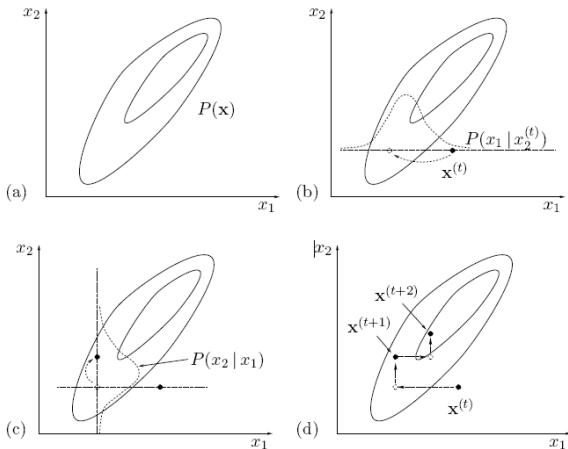 x₂
P(x)
(a)
x₁
x₂
P(x₁ | x₂⁽ᵗ⁾)
x⁽ᵗ⁾
(b)
x₁
x₂
P(x₂ | x₁)
(c)
x₁
x₂
x⁽ᵗ⁺²⁾
x⁽ᵗ⁺¹⁾
x⁽ᵗ⁾
(d)
x₁